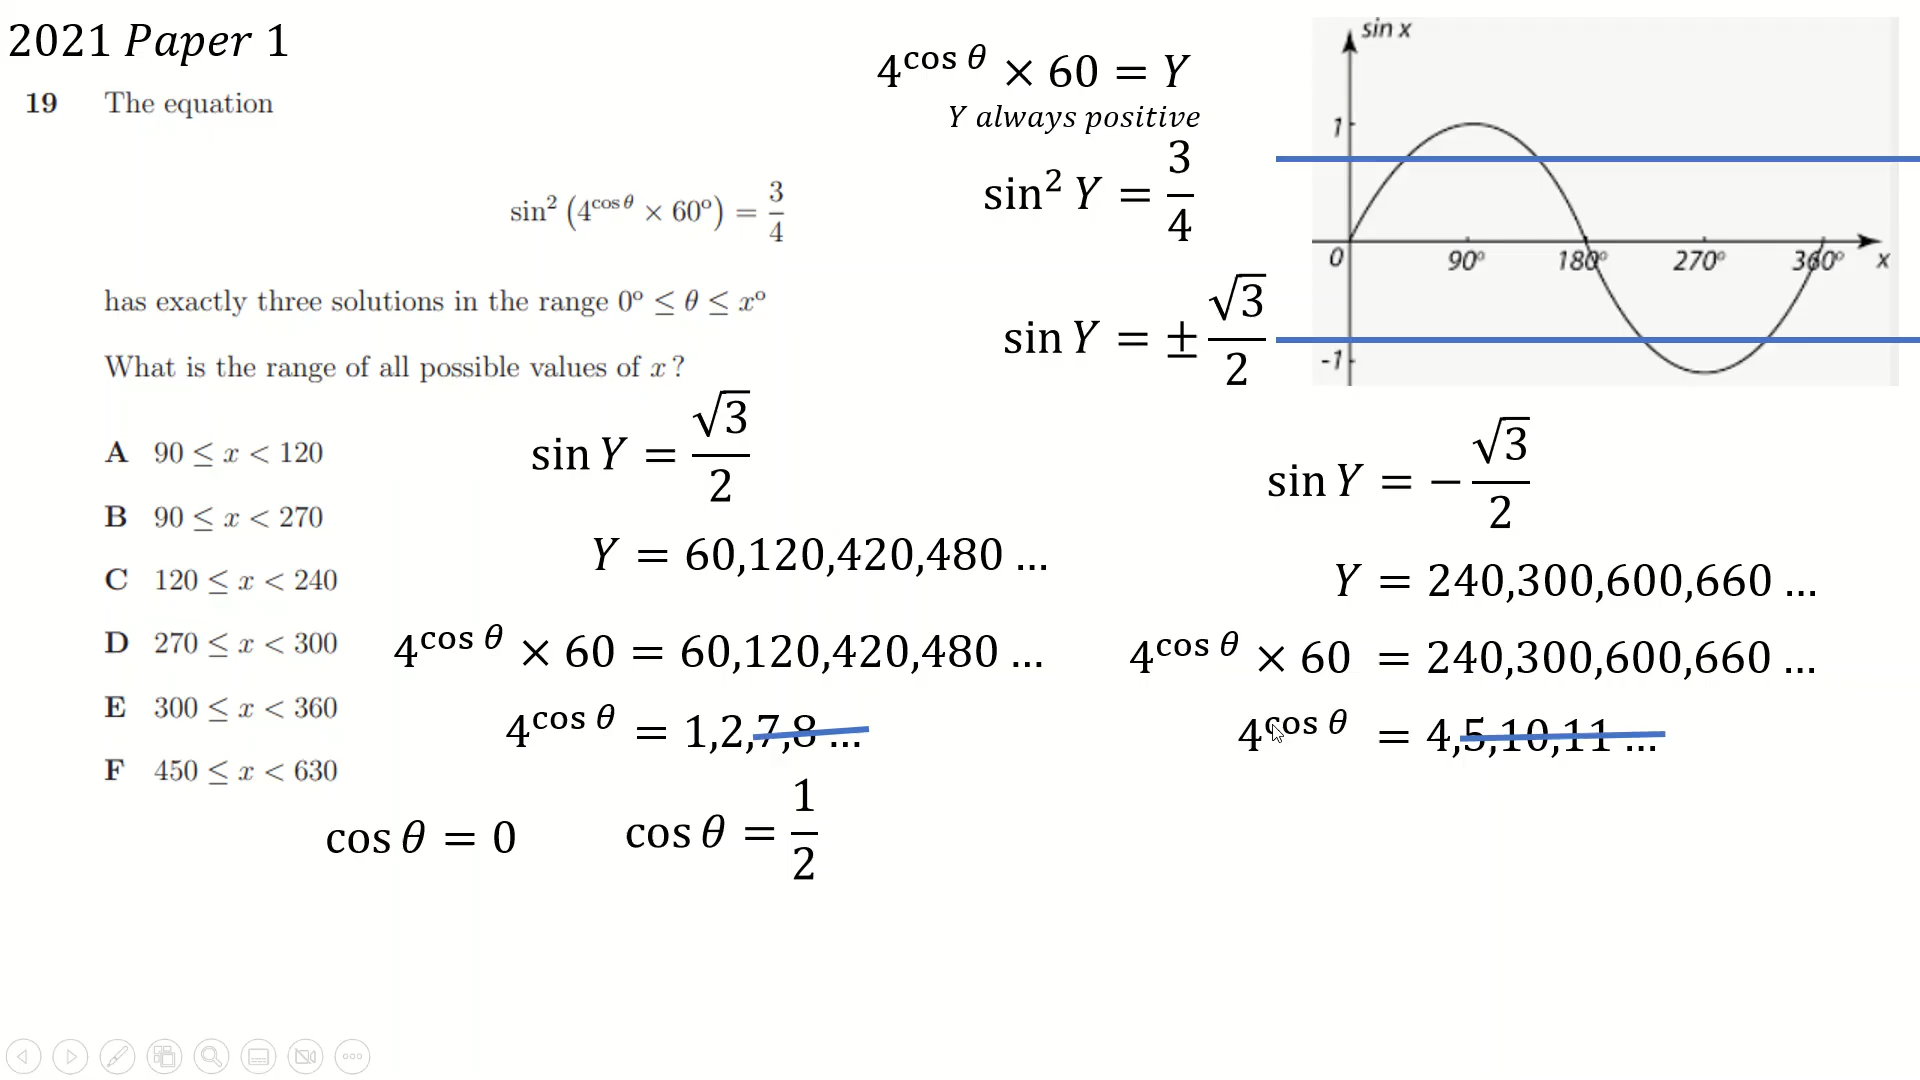 2021 Paper 1
19 The equation
sin² (4^cos θ × 60°) = 3/4
has exactly three solutions in the range 0° ≤ θ ≤ x°
What is the range of all possible values of x ?
A 90 ≤ x < 120
B 90 ≤ x < 270
C 120 ≤ x < 240
D 270 ≤ x < 300
E 300 ≤ x < 360
F 450 ≤ x < 630
4^cos θ × 60 = Y
Y always positive
sin² Y = 3/4
sin Y = ± √3/2
sin x
1
0 90° 180° 270° 360° x
-1
sin Y = √3/2
Y = 60,120,420,480 ...
4^cos θ × 60 = 60,120,420,480 ...
4^cos θ = 1,2,7,8 ...
cos θ = 0 cos θ = 1/2
sin Y = − √3/2
Y = 240,300,600,660 ...
4^cos θ × 60 = 240,300,600,660 ...
4^cos θ = 4,5,10,11 ...